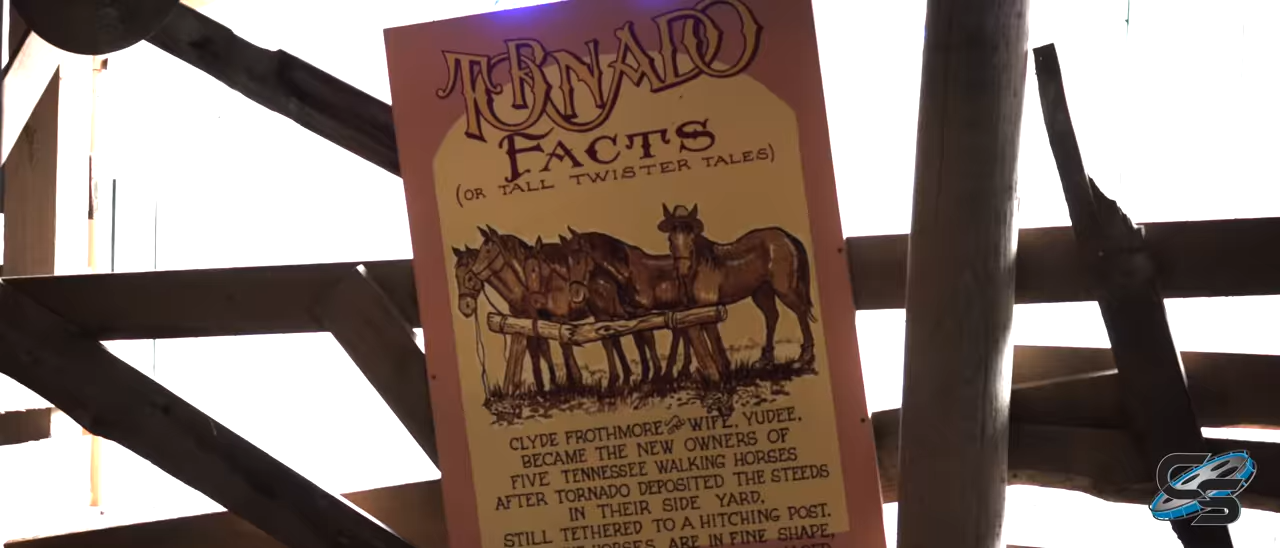 TORNADO
FACTS
(OR TALL TWISTER TALES)
CLYDE FROTHMORE AND WIFE, YUDEE,
BECAME THE NEW OWNERS OF
FIVE TENNESSEE WALKING HORSES
AFTER TORNADO DEPOSITED THE STEEDS
IN THEIR SIDE YARD,
STILL TETHERED TO A HITCHING POST.
HORSES ARE IN FINE SHAPE,